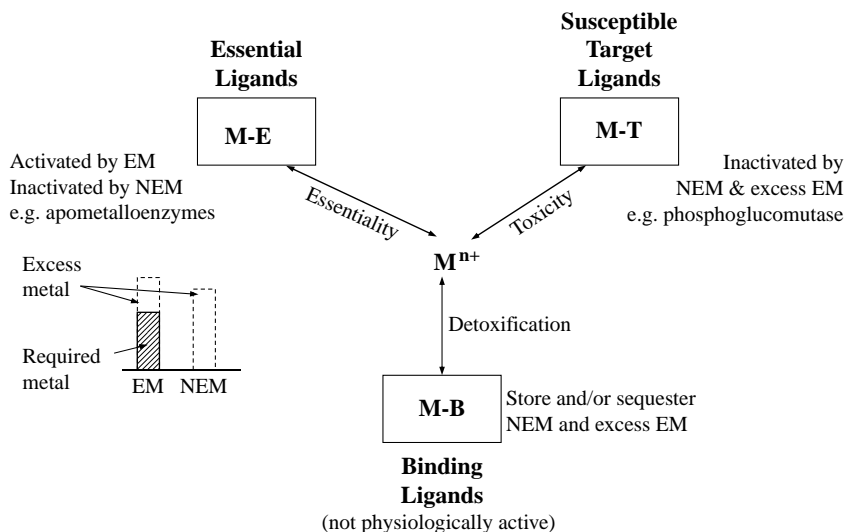 Essential
Ligands
M-E
Activated by EM
Inactivated by NEM
e.g. apometalloenzymes
Essentiality
Susceptible
Target
Ligands
M-T
Inactivated by
NEM & excess EM
e.g. phosphoglucomutase
Toxicity
Mⁿ⁺
Detoxification
Excess
metal
Required
metal
EM NEM
M-B
Store and/or sequester
NEM and excess EM
Binding
Ligands
(not physiologically active)